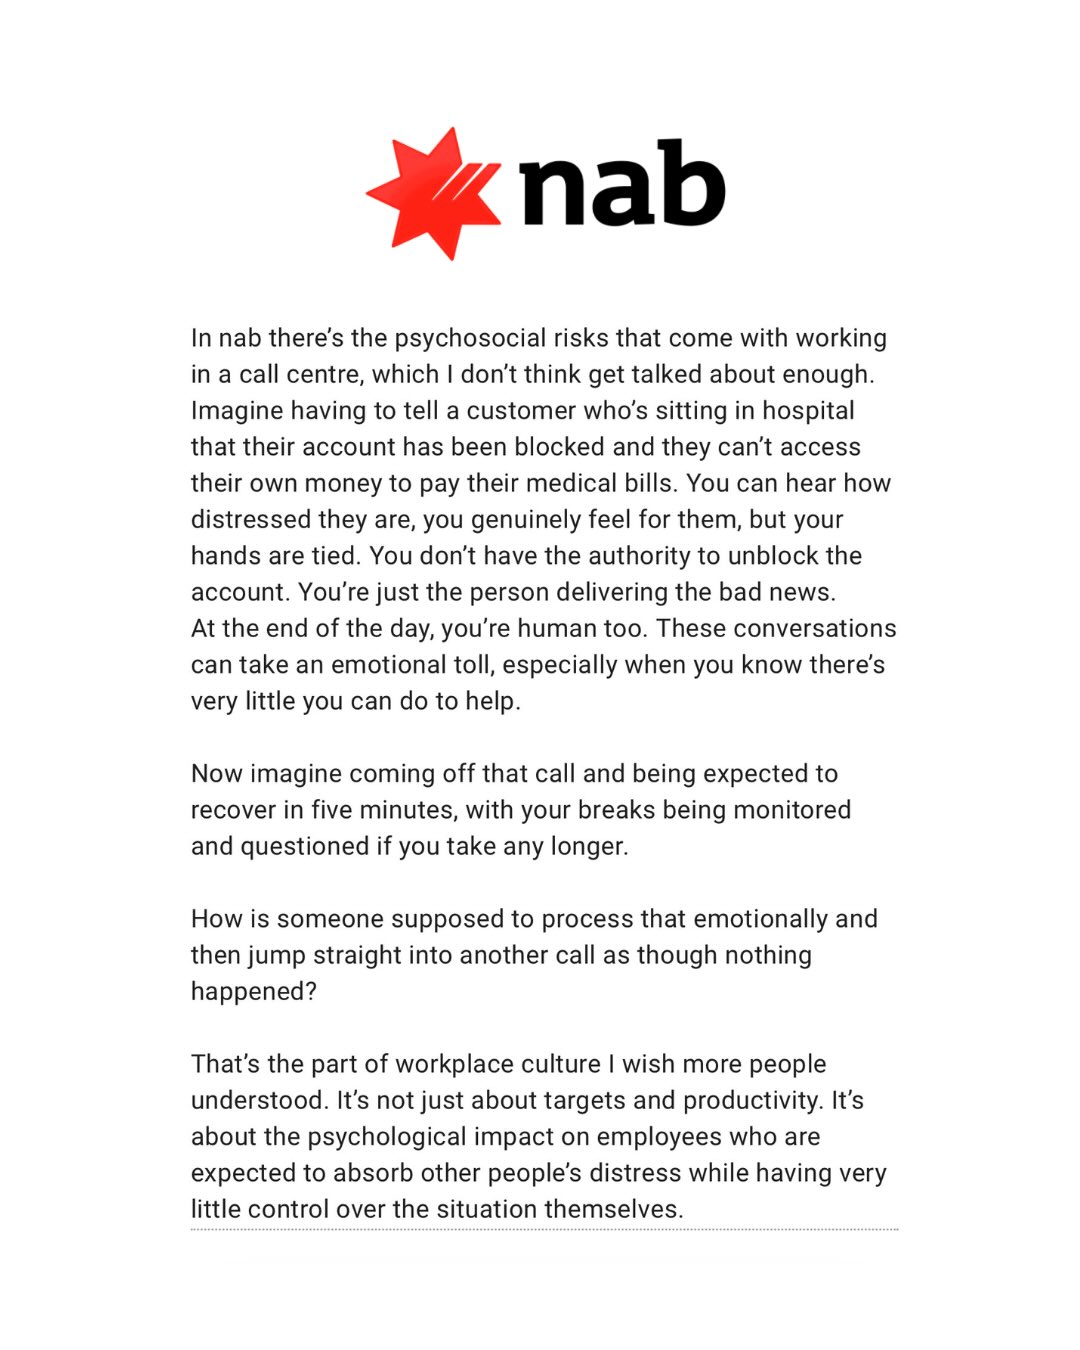 nab
In nab there’s the psychosocial risks that come with working
in a call centre, which I don’t think get talked about enough.
Imagine having to tell a customer who’s sitting in hospital
that their account has been blocked and they can’t access
their own money to pay their medical bills. You can hear how
distressed they are, you genuinely feel for them, but your
hands are tied. You don’t have the authority to unblock the
account. You’re just the person delivering the bad news.
At the end of the day, you’re human too. These conversations
can take an emotional toll, especially when you know there’s
very little you can do to help.
Now imagine coming off that call and being expected to
recover in five minutes, with your breaks being monitored
and questioned if you take any longer.
How is someone supposed to process that emotionally and
then jump straight into another call as though nothing
happened?
That’s the part of workplace culture I wish more people
understood. It’s not just about targets and productivity. It’s
about the psychological impact on employees who are
expected to absorb other people’s distress while having very
little control over the situation themselves.